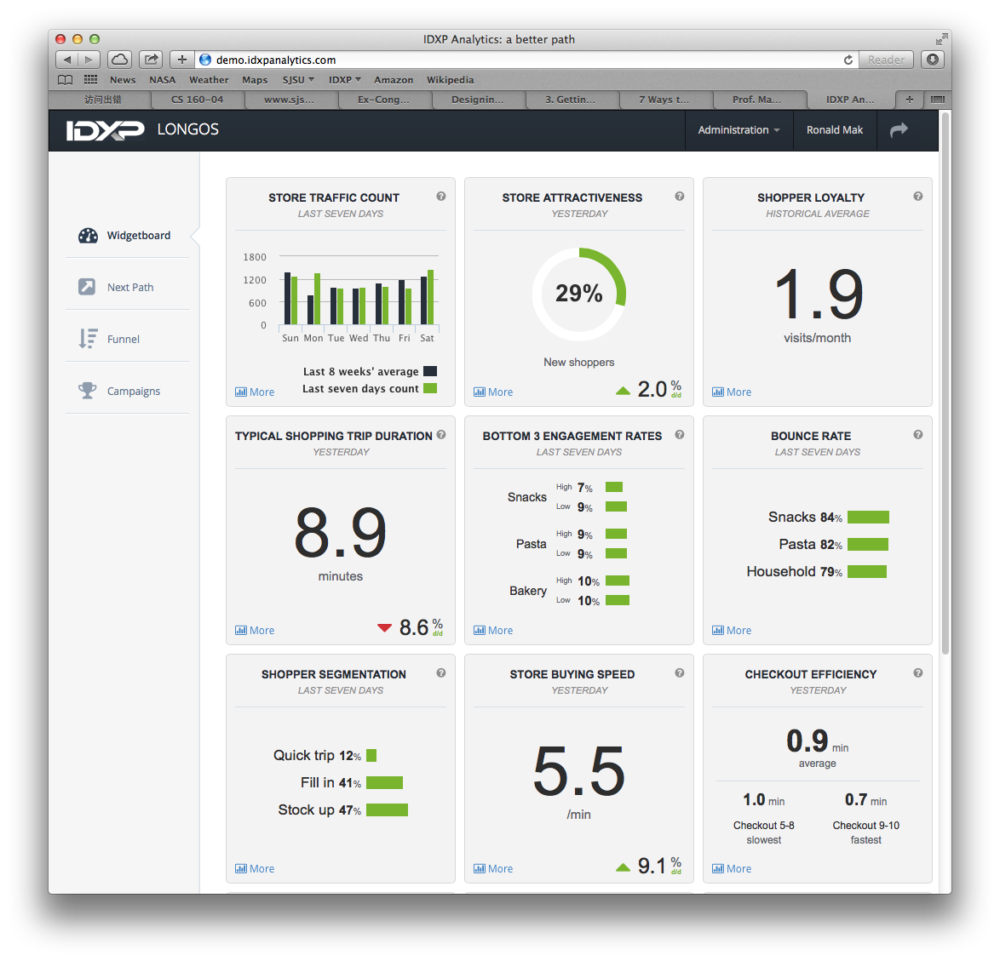 IDXP Analytics: a better path
demo.idxpanalytics.com
Reader
News NASA Weather Maps SJSU IDXP Amazon Wikipedia
访问出错 CS 160-04 www.sjs... Ex-Cong... Designin... 3. Gettin... 7 Ways t... Prof. Ma... IDXP An...
IDXP LONGOS
Administration
Ronald Mak
Widgetboard
Next Path
Funnel
Campaigns
STORE TRAFFIC COUNT
LAST SEVEN DAYS
1800
1200
600
0
Sun Mon Tue Wed Thu Fri Sat
Last 8 weeks' average
Last seven days count
More
STORE ATTRACTIVENESS
YESTERDAY
29%
New shoppers
More
2.0 % d/d
SHOPPER LOYALTY
HISTORICAL AVERAGE
1.9
visits/month
More
TYPICAL SHOPPING TRIP DURATION
YESTERDAY
8.9
minutes
More
8.6 % d/d
BOTTOM 3 ENGAGEMENT RATES
LAST SEVEN DAYS
Snacks
High 7%
Low 9%
Pasta
High 9%
Low 9%
Bakery
High 10%
Low 10%
More
BOUNCE RATE
LAST SEVEN DAYS
Snacks 84%
Pasta 82%
Household 79%
More
SHOPPER SEGMENTATION
LAST SEVEN DAYS
Quick trip 12%
Fill in 41%
Stock up 47%
More
STORE BUYING SPEED
YESTERDAY
5.5
/min
More
9.1 % d/d
CHECKOUT EFFICIENCY
YESTERDAY
0.9 min
average
1.0 min
Checkout 5-8
slowest
0.7 min
Checkout 9-10
fastest
More